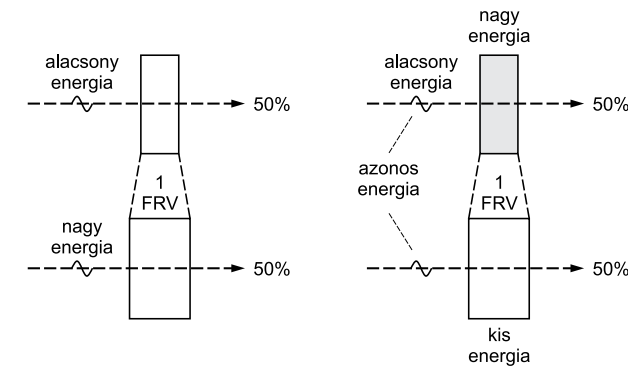 alacsony
energia
50%
1
FRV
nagy
energia
50%
nagy
energia
alacsony
energia
50%
azonos
energia
1
FRV
50%
kis
energia